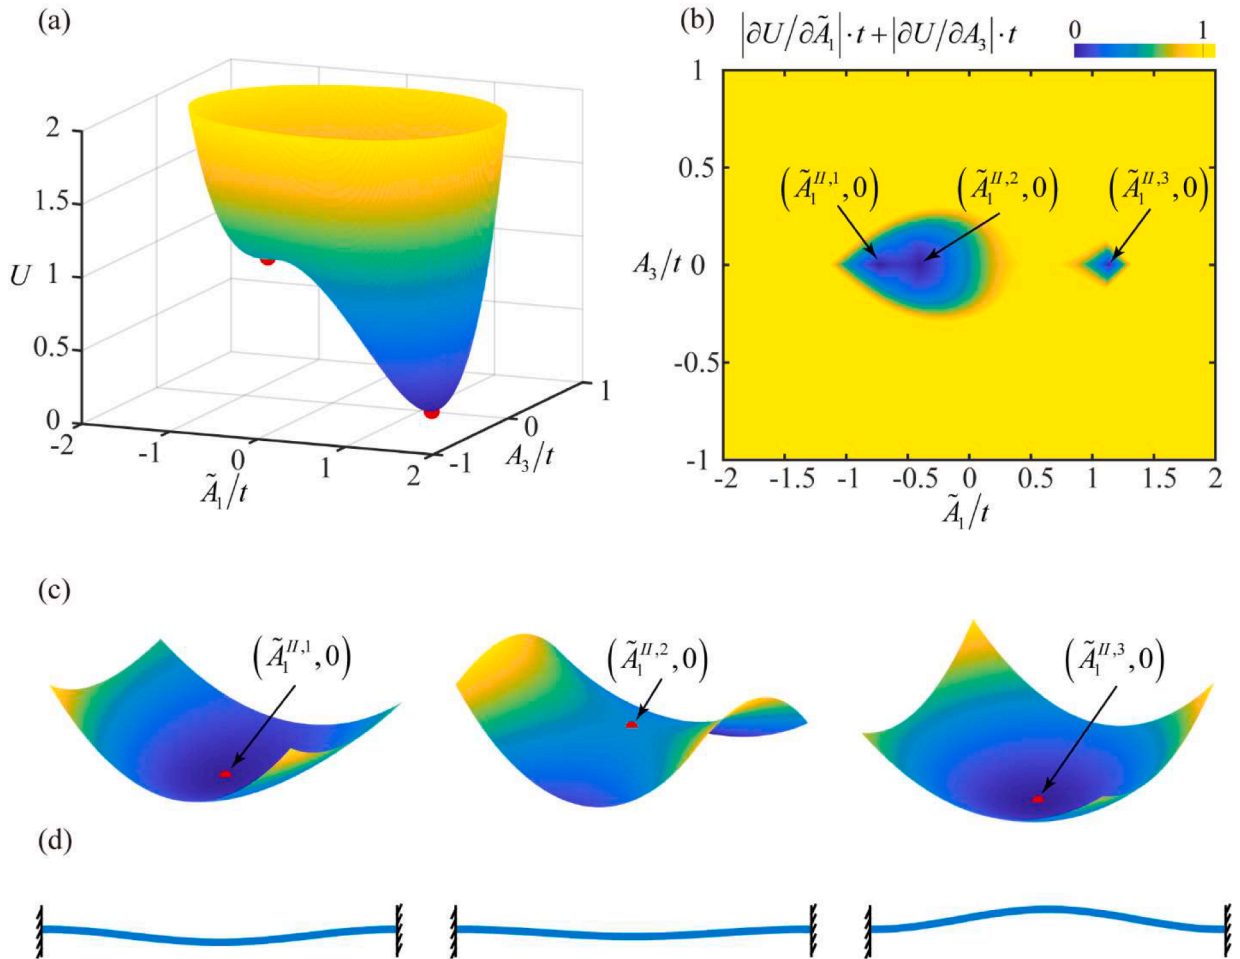 (a)
2
1.5
U 1
0.5
0
-2
-1
0
1
2
-1
0
1
Ã₁/t
A₃/t
(b)
|∂U/∂Ã₁|·t+|∂U/∂A₃|·t
0 1
1
0.5
A₃/t 0
-0.5
-1
(Ã₁^{II,1},0) (Ã₁^{II,2},0) (Ã₁^{II,3},0)
-2 -1.5 -1 -0.5 0 0.5 1 1.5 2
Ã₁/t
(c)
(Ã₁^{II,1},0) (Ã₁^{II,2},0) (Ã₁^{II,3},0)
(d)